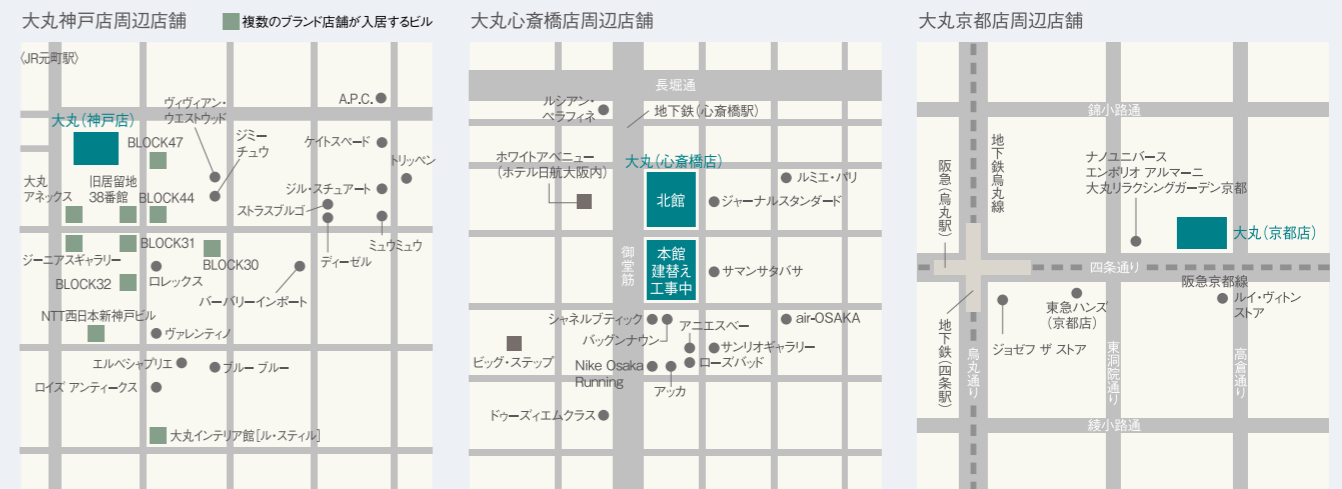 大丸神戸店周辺店舗
複数のブランド店舗が入居するビル
〈JR元町駅〉
A.P.C.
ヴィヴィアン・
ウエストウッド
大丸（神戸店）
BLOCK47
ジミー
チュウ
ケイトスペード
トリッペン
大丸
アネックス
旧居留地
38番館
BLOCK44
ジル・スチュアート
ストラスブルゴ
ミュウミュウ
ディーゼル
BLOCK31
ジーニアスギャラリー
BLOCK30
ロレックス
BLOCK32
バーバリーインポート
NTT西日本新神戸ビル
ヴァレンティノ
エルベシャプリエ
ブルー ブルー
ロイズ アンティークス
大丸インテリア館［ル・スティル］
大丸心斎橋店周辺店舗
長堀通
ルシアン・
ペラフィネ
地下鉄（心斎橋駅）
ホワイトアベニュー
（ホテル日航大阪内）
大丸（心斎橋店）
ルミエ・パリ
北館
ジャーナルスタンダード
御堂筋
本館
建替え
工事中
サマンサタバサ
シャネルブティック
バッグンナウン
アニエスベー
air-OSAKA
サンリオギャラリー
ビッグ・ステップ
Nike Osaka
Running
ローズバッド
アッカ
ドゥーズィエムクラス
大丸京都店周辺店舗
錦小路通
地下鉄烏丸線
阪急（烏丸駅）
ナノユニバース
エンポリオ アルマーニ
大丸リラクシングガーデン京都
大丸（京都店）
四条通り
阪急京都線
ルイ・ヴィトン
ストア
東急ハンズ
（京都店）
ジョゼフ ザ ストア
地下鉄（四条駅）
烏丸通り
東洞院通り
高倉通り
綾小路通